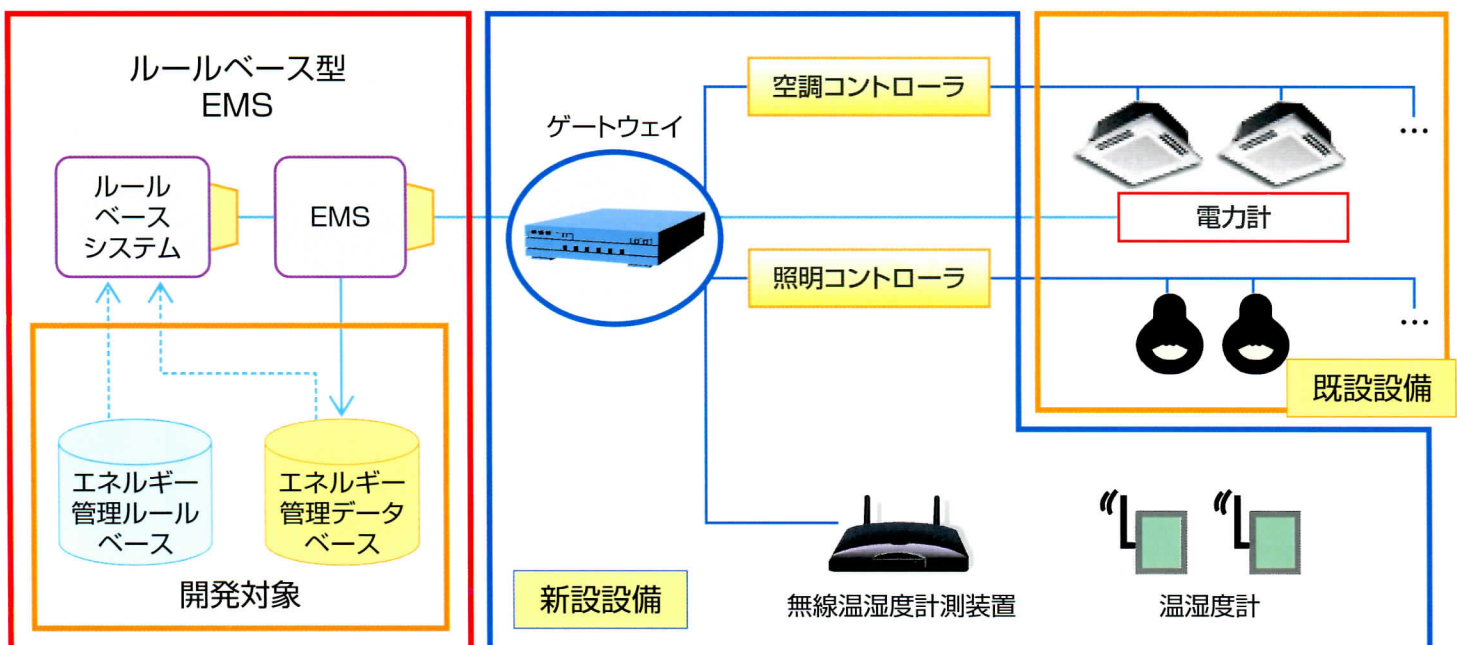 ルールベース型
EMS
ルール
ベース
システム
EMS
エネルギー
管理ルール
ベース
エネルギー
管理データ
ベース
開発対象
ゲートウェイ
空調コントローラ
照明コントローラ
新設設備
無線温湿度計測装置
温湿度計
…
電力計
…
既設設備